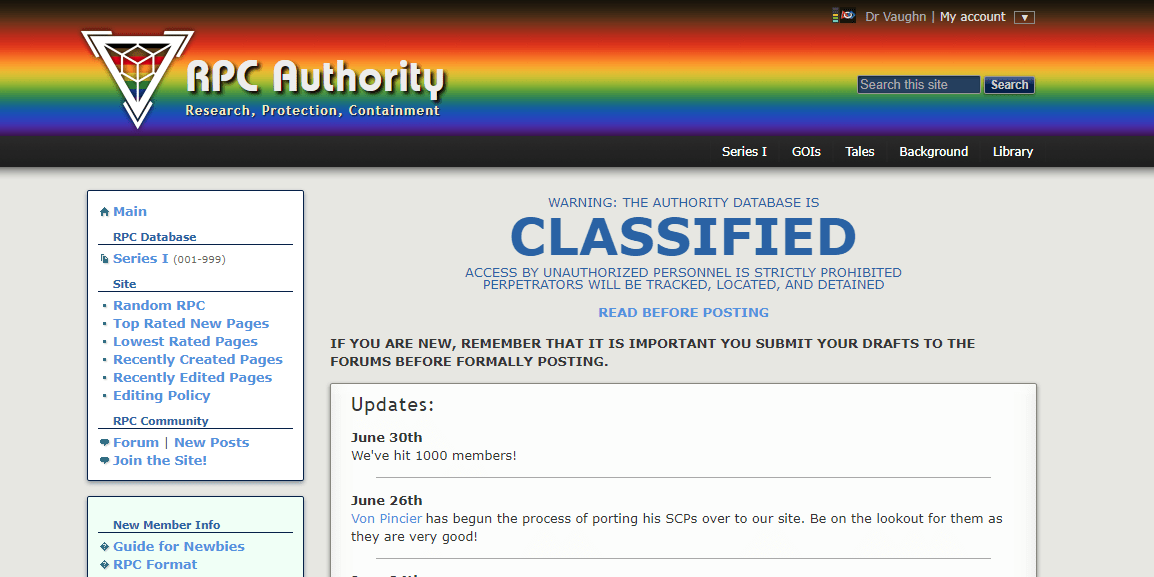 Dr Vaughn | My account ▼
RPC Authority
Research, Protection, Containment
Search this site Search
Series I GOIs Tales Background Library
Main
RPC Database
Series I (001-999)
Site
Random RPC
Top Rated New Pages
Lowest Rated Pages
Recently Created Pages
Recently Edited Pages
Editing Policy
RPC Community
Forum | New Posts
Join the Site!
New Member Info
Guide for Newbies
RPC Format
WARNING: THE AUTHORITY DATABASE IS
CLASSIFIED
ACCESS BY UNAUTHORIZED PERSONNEL IS STRICTLY PROHIBITED
PERPETRATORS WILL BE TRACKED, LOCATED, AND DETAINED
READ BEFORE POSTING
IF YOU ARE NEW, REMEMBER THAT IT IS IMPORTANT YOU SUBMIT YOUR DRAFTS TO THE
FORUMS BEFORE FORMALLY POSTING.
Updates:
June 30th
We've hit 1000 members!
June 26th
Von Pincier has begun the process of porting his SCPs over to our site. Be on the lookout for them as
they are very good!